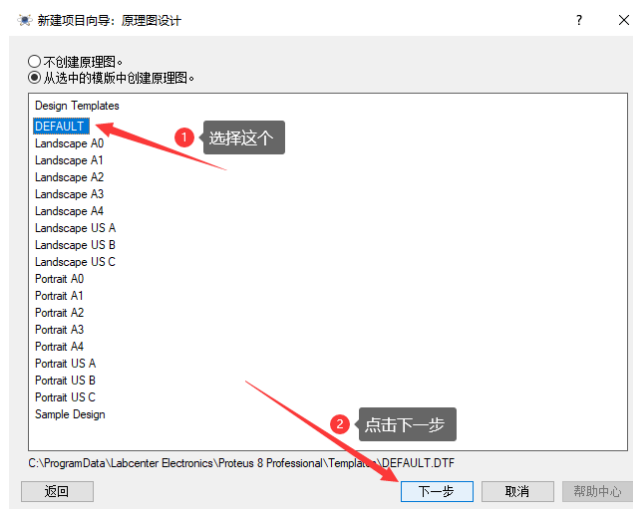 新建项目向导：原理图设计
? ×
不创建原理图。
从选中的模版中创建原理图。
Design Templates
DEFAULT
1 选择这个
Landscape A0
Landscape A1
Landscape A2
Landscape A3
Landscape A4
Landscape US A
Landscape US B
Landscape US C
Portrait A0
Portrait A1
Portrait A2
Portrait A3
Portrait A4
Portrait US A
Portrait US B
Portrait US C
Sample Design
2 点击下一步
C:\ProgramData\Labcenter Electronics\Proteus 8 Professional\Templates\DEFAULT.DTF
返回 下一步 取消 帮助中心